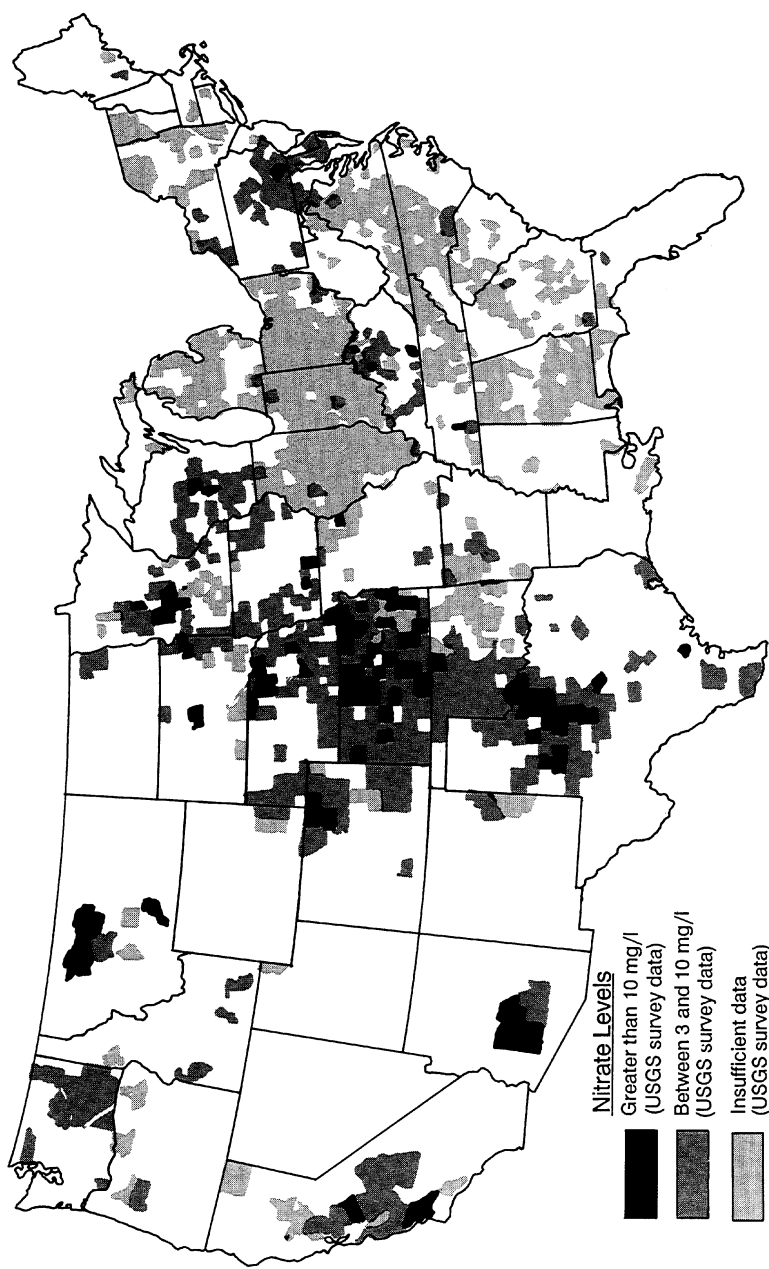 Nitrate Levels
Greater than 10 mg/l
(USGS survey data)
Between 3 and 10 mg/l
(USGS survey data)
Insufficient data
(USGS survey data)